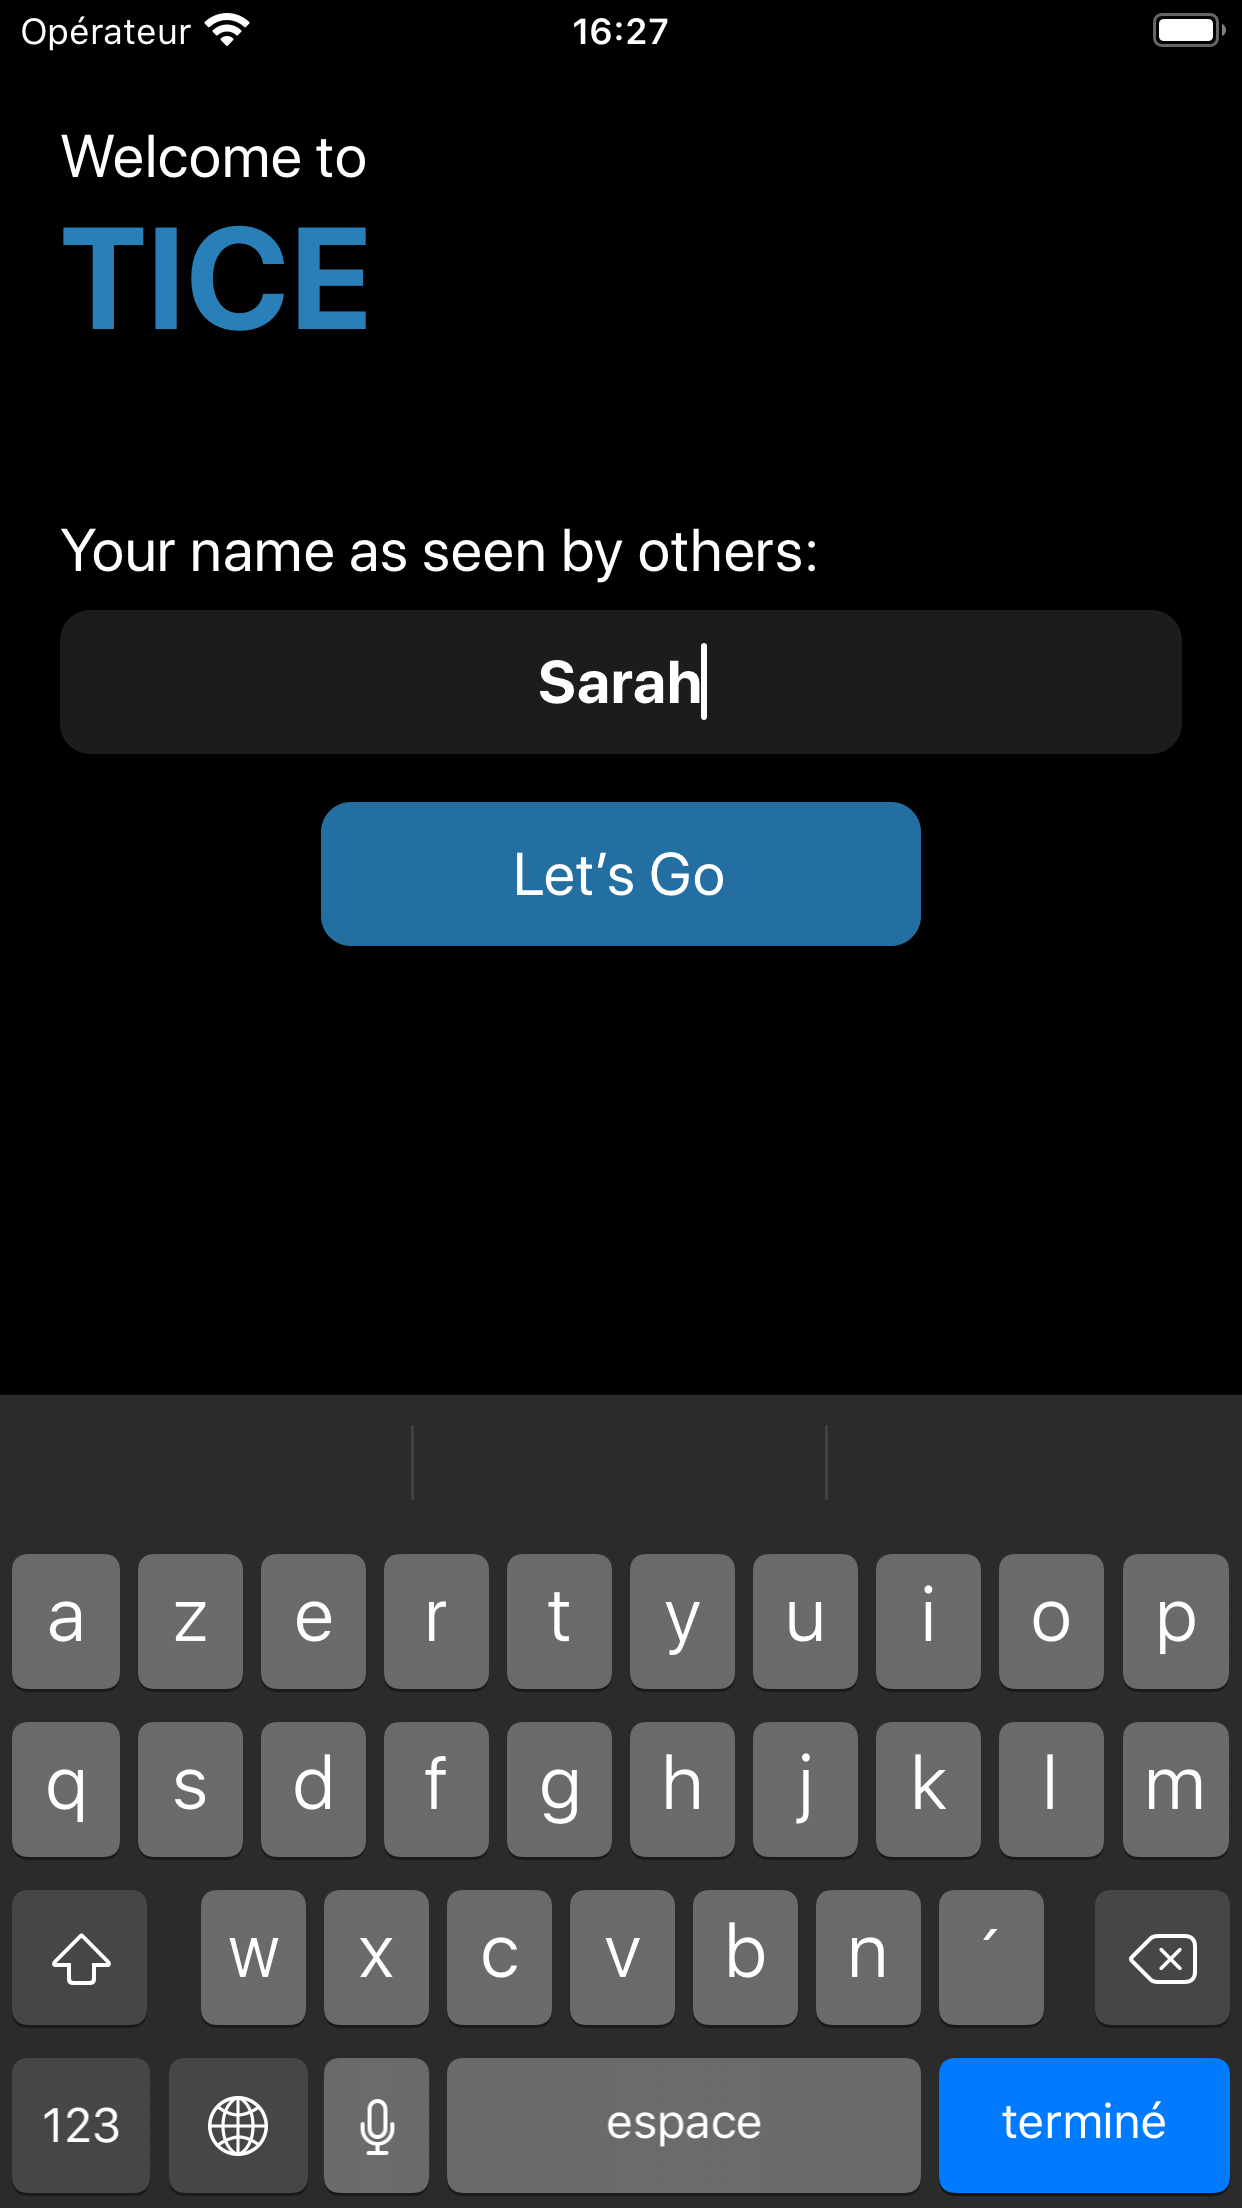 Opérateur 16:27
Welcome to
TICE
Your name as seen by others:
Sarah
Let’s Go
a z e r t y u i o p
q s d f g h j k l m
w x c v b n ´
123 espace terminé